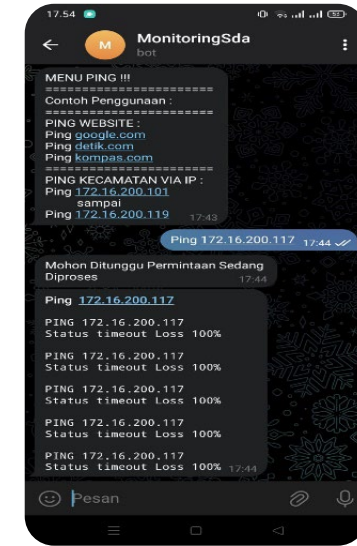 17.54
M
MonitoringSda
bot
MENU PING !!!
========================
Contoh Penggunaan :
========================
PING WEBSITE :
Ping google.com
Ping detik.com
Ping kompas.com
========================
PING KECAMATAN VIA IP :
Ping 172.16.200.101
sampai
Ping 172.16.200.119 17:43
Ping 172.16.200.117 17:44
Mohon Ditunggu Permintaan Sedang
Diproses 17:44
Ping 172.16.200.117
PING 172.16.200.117
Status timeout Loss 100%
PING 172.16.200.117
Status timeout Loss 100%
PING 172.16.200.117
Status timeout Loss 100%
PING 172.16.200.117
Status timeout Loss 100%
PING 172.16.200.117
Status timeout Loss 100% 17:44
Pesan